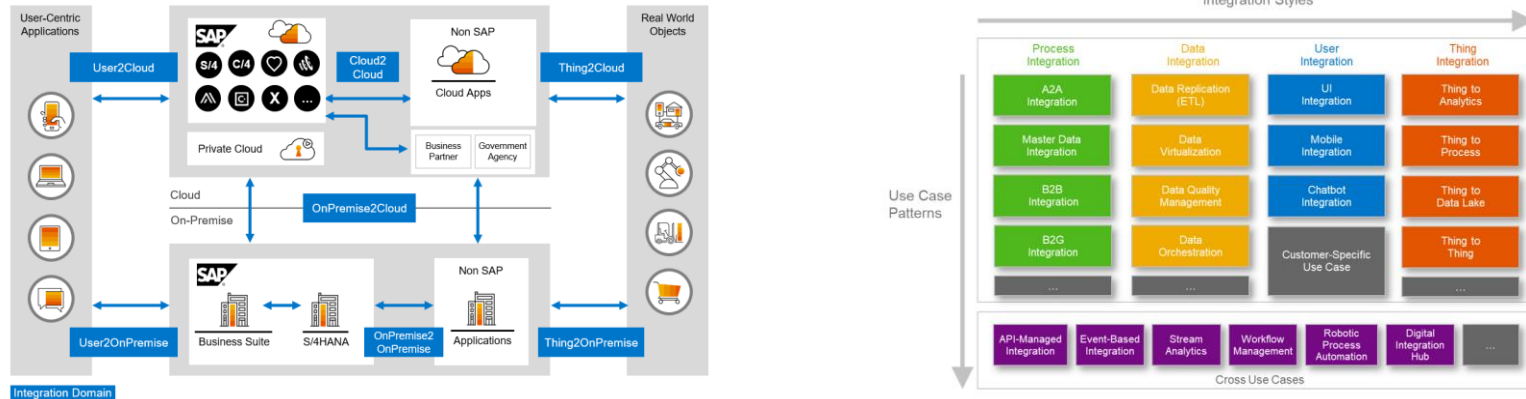 User-Centric
Applications
SAP
S/4
C/4
X
...
Private Cloud
User2Cloud
Cloud2
Cloud
Non SAP
Cloud Apps
Business
Partner
Government
Agency
Thing2Cloud
Real World
Objects
Cloud
On-Premise
OnPremise2Cloud
SAP
Business Suite
S/4HANA
OnPremise2
OnPremise
Non SAP
Applications
User2OnPremise
Thing2OnPremise
Integration Domain
Integration Styles
Use Case
Patterns
Process
Integration
Data
Integration
User
Integration
Thing
Integration
A2A
Integration
Data Replication
(ETL)
UI
Integration
Thing to
Analytics
Master Data
Integration
Data
Virtualization
Mobile
Integration
Thing to
Process
B2B
Integration
Data Quality
Management
Chatbot
Integration
Thing to
Data Lake
B2G
Integration
Data
Orchestration
Customer-Specific
Use Case
Thing to
Thing
...
...
...
API-Managed
Integration
Event-Based
Integration
Stream
Analytics
Workflow
Management
Robotic
Process
Automation
Digital
Integration
Hub
...
Cross Use Cases